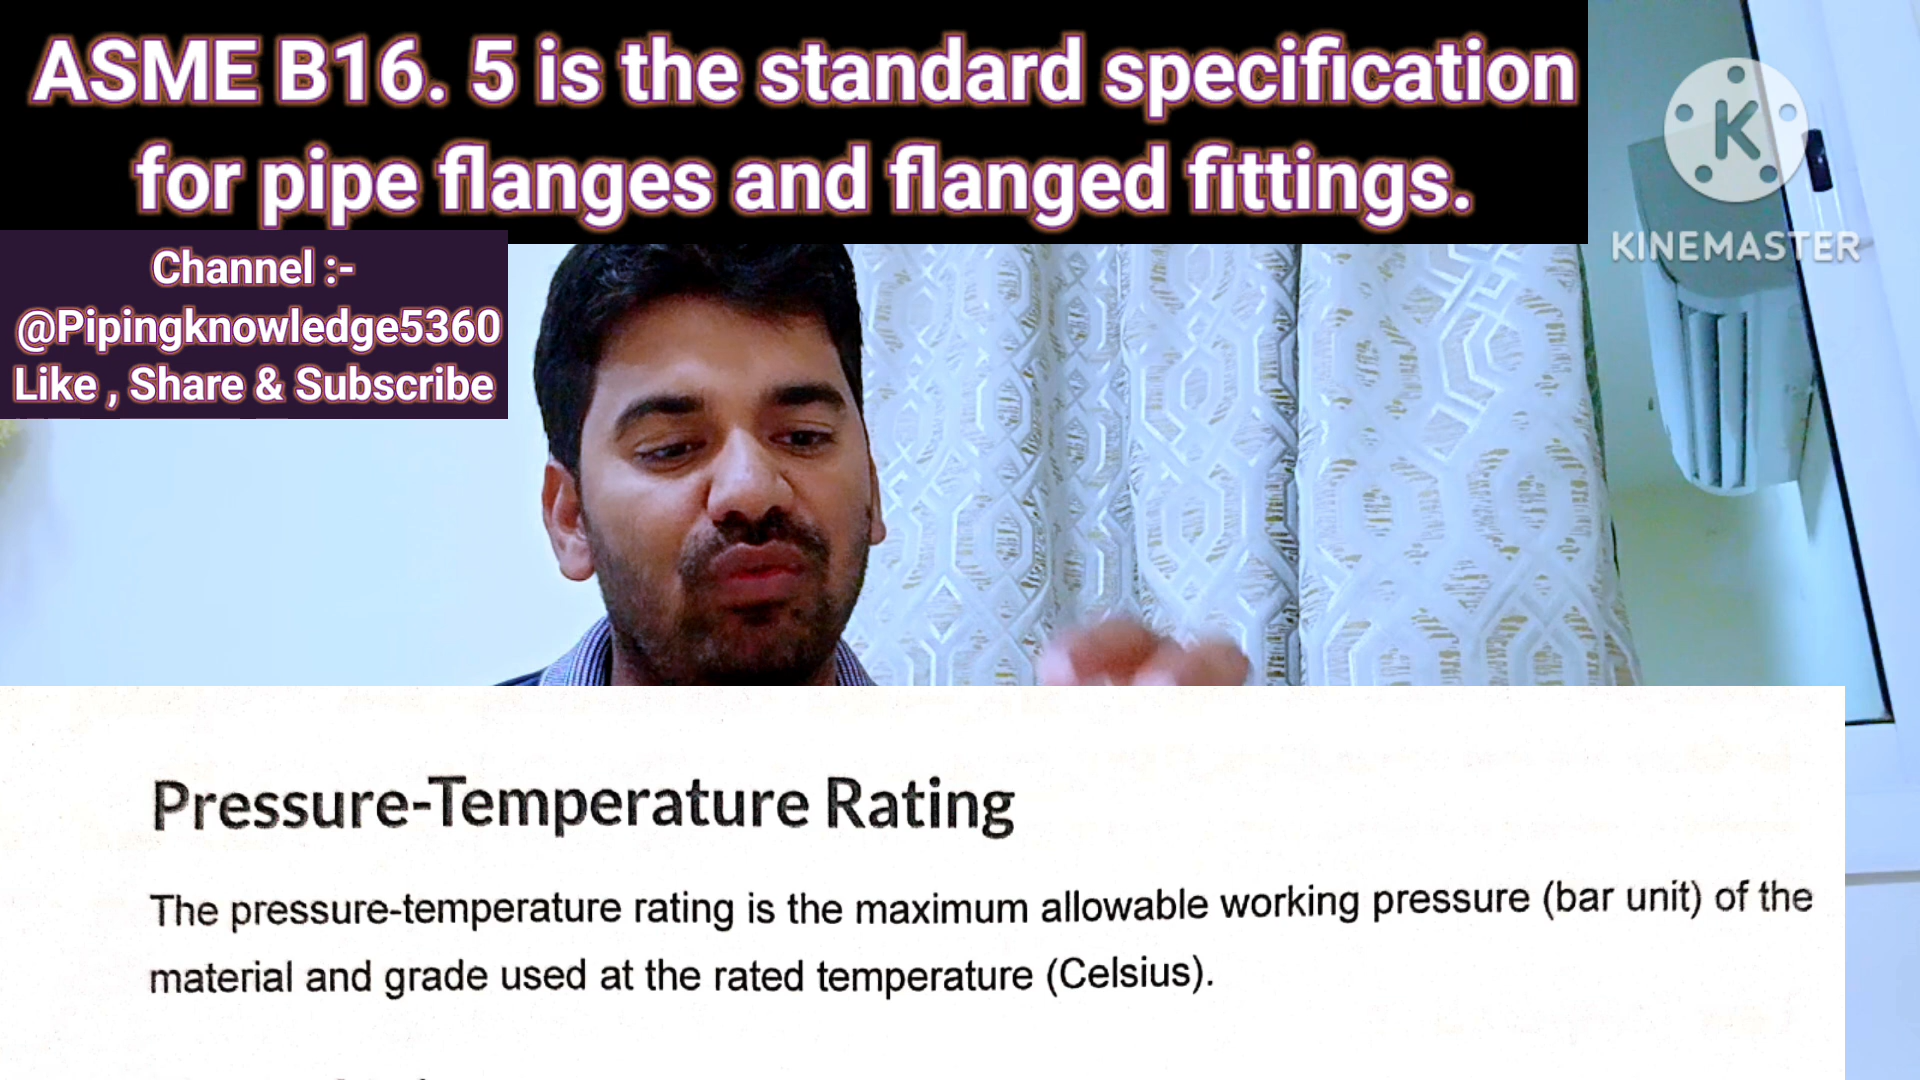 ASME B16. 5 is the standard specification
for pipe flanges and flanged fittings.
K
KINEMASTER
Channel :-
@Pipingknowledge5360
Like , Share & Subscribe
Pressure-Temperature Rating
The pressure-temperature rating is the maximum allowable working pressure (bar unit) of the
material and grade used at the rated temperature (Celsius).